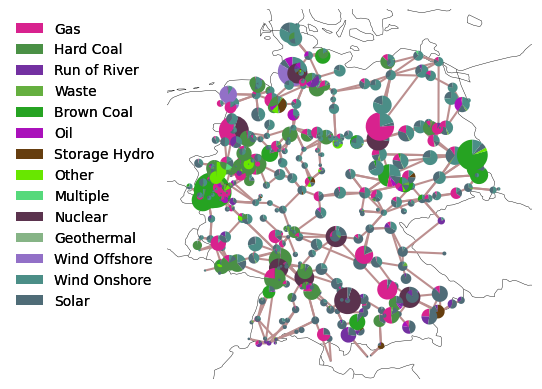 Gas
Hard Coal
Run of River
Waste
Brown Coal
Oil
Storage Hydro
Other
Multiple
Nuclear
Geothermal
Wind Offshore
Wind Onshore
Solar